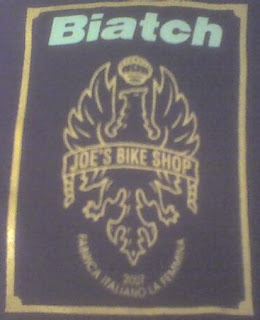 Biatch
JOE'S BIKE SHOP
2007
FABRICA ITALIANO LA FEMMINA